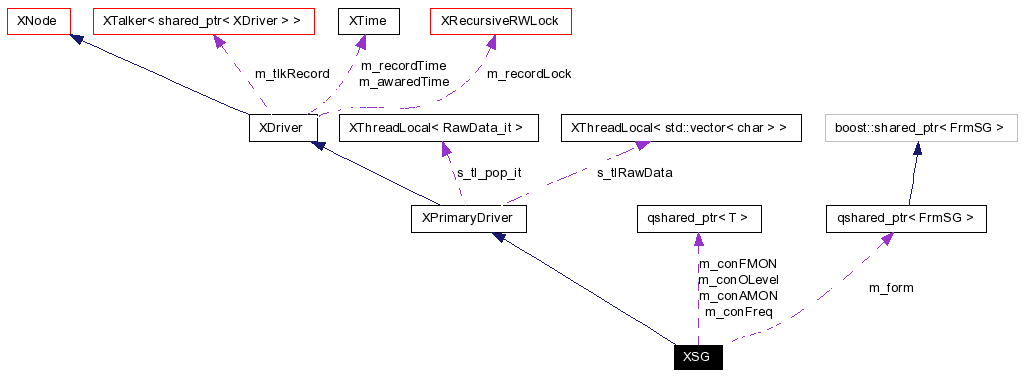 XNode
XTalker< shared_ptr< XDriver > >
XTime
XRecursiveRWLock
m_tlkRecord
m_recordTime
m_awaredTime
m_recordLock
XDriver
XThreadLocal< RawData_it >
XThreadLocal< std::vector< char > >
boost::shared_ptr< FrmSG >
s_tl_pop_it
s_tlRawData
XPrimaryDriver
qshared_ptr< T >
qshared_ptr< FrmSG >
m_conFMON
m_conOLevel
m_conAMON
m_conFreq
m_form
XSG